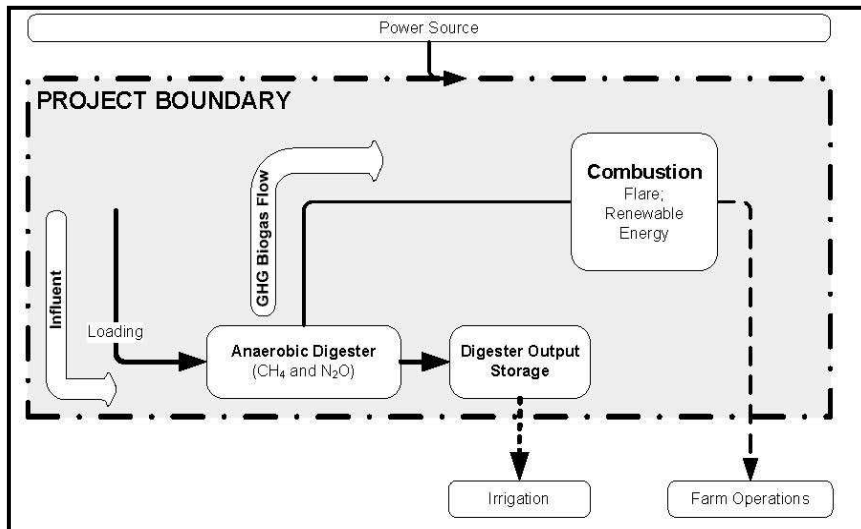 Power Source
PROJECT BOUNDARY
GHG Biogas Flow
Combustion
Flare;
Renewable
Energy
Influent
Loading
Anaerobic Digester
(CH₄ and N₂O)
Digester Output
Storage
Irrigation
Farm Operations